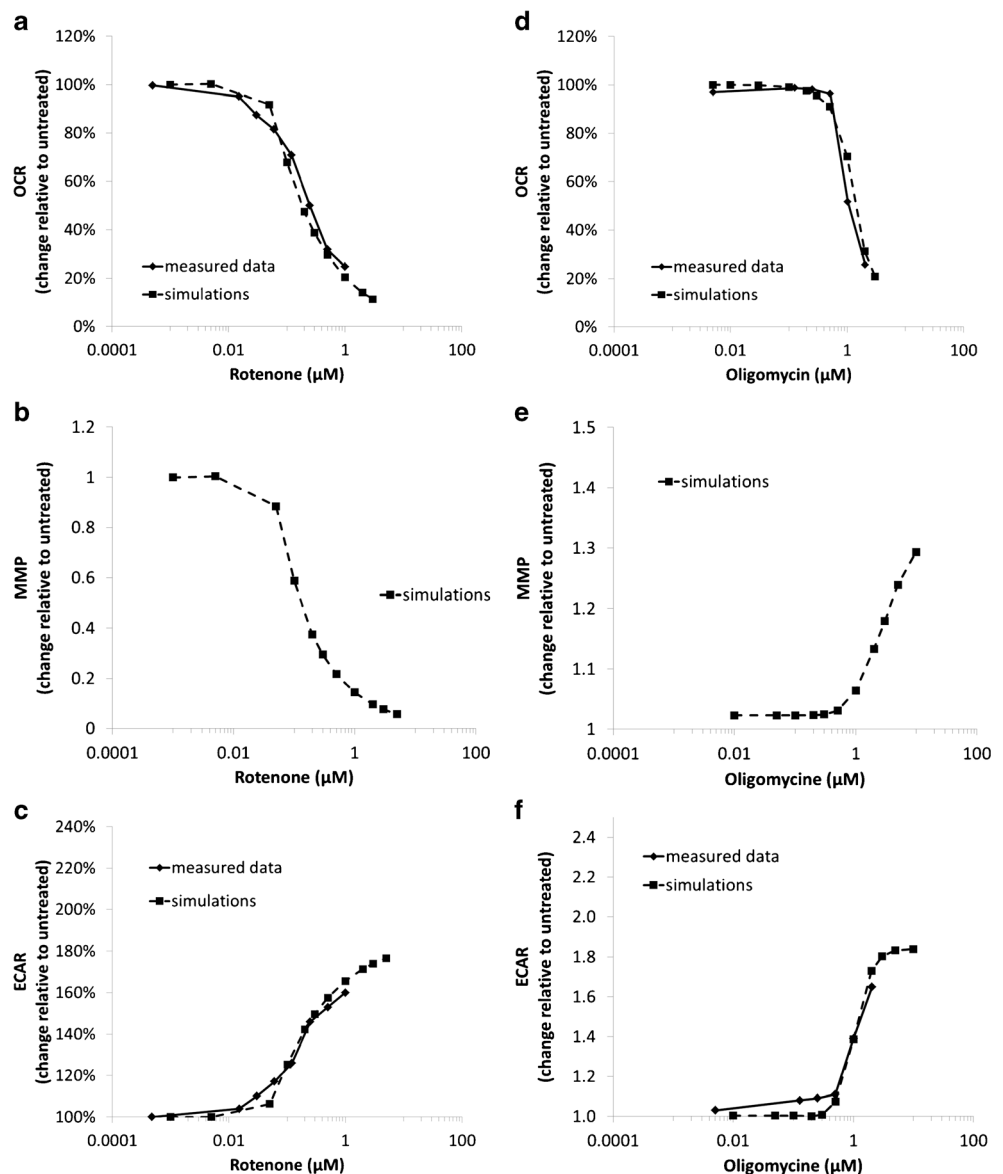 a
120%
100%
80%
60%
40%
20%
0%
OCR
(change relative to untreated)
measured data
simulations
0.0001
0.01
1
100
Rotenone (µM)
d
120%
100%
80%
60%
40%
20%
0%
OCR
(change relative to untreated)
measured data
simulations
0.0001
0.01
1
100
Oligomycin (µM)
b
1.2
1
0.8
0.6
0.4
0.2
0
MMP
(change relative to untreated)
simulations
0.0001
0.01
1
100
Rotenone (µM)
e
1.5
1.4
1.3
1.2
1.1
1
MMP
(change relative to untreated)
simulations
0.0001
0.01
1
100
Oligomycine (µM)
c
240%
220%
200%
180%
160%
140%
120%
100%
ECAR
(change relative to untreated)
measured data
simulations
0.0001
0.01
1
100
Rotenone (µM)
f
2.4
2.2
2.0
1.8
1.6
1.4
1.2
1.0
ECAR
(change relative to untreated)
measured data
simulations
0.0001
0.01
1
100
Oligomycine (µM)